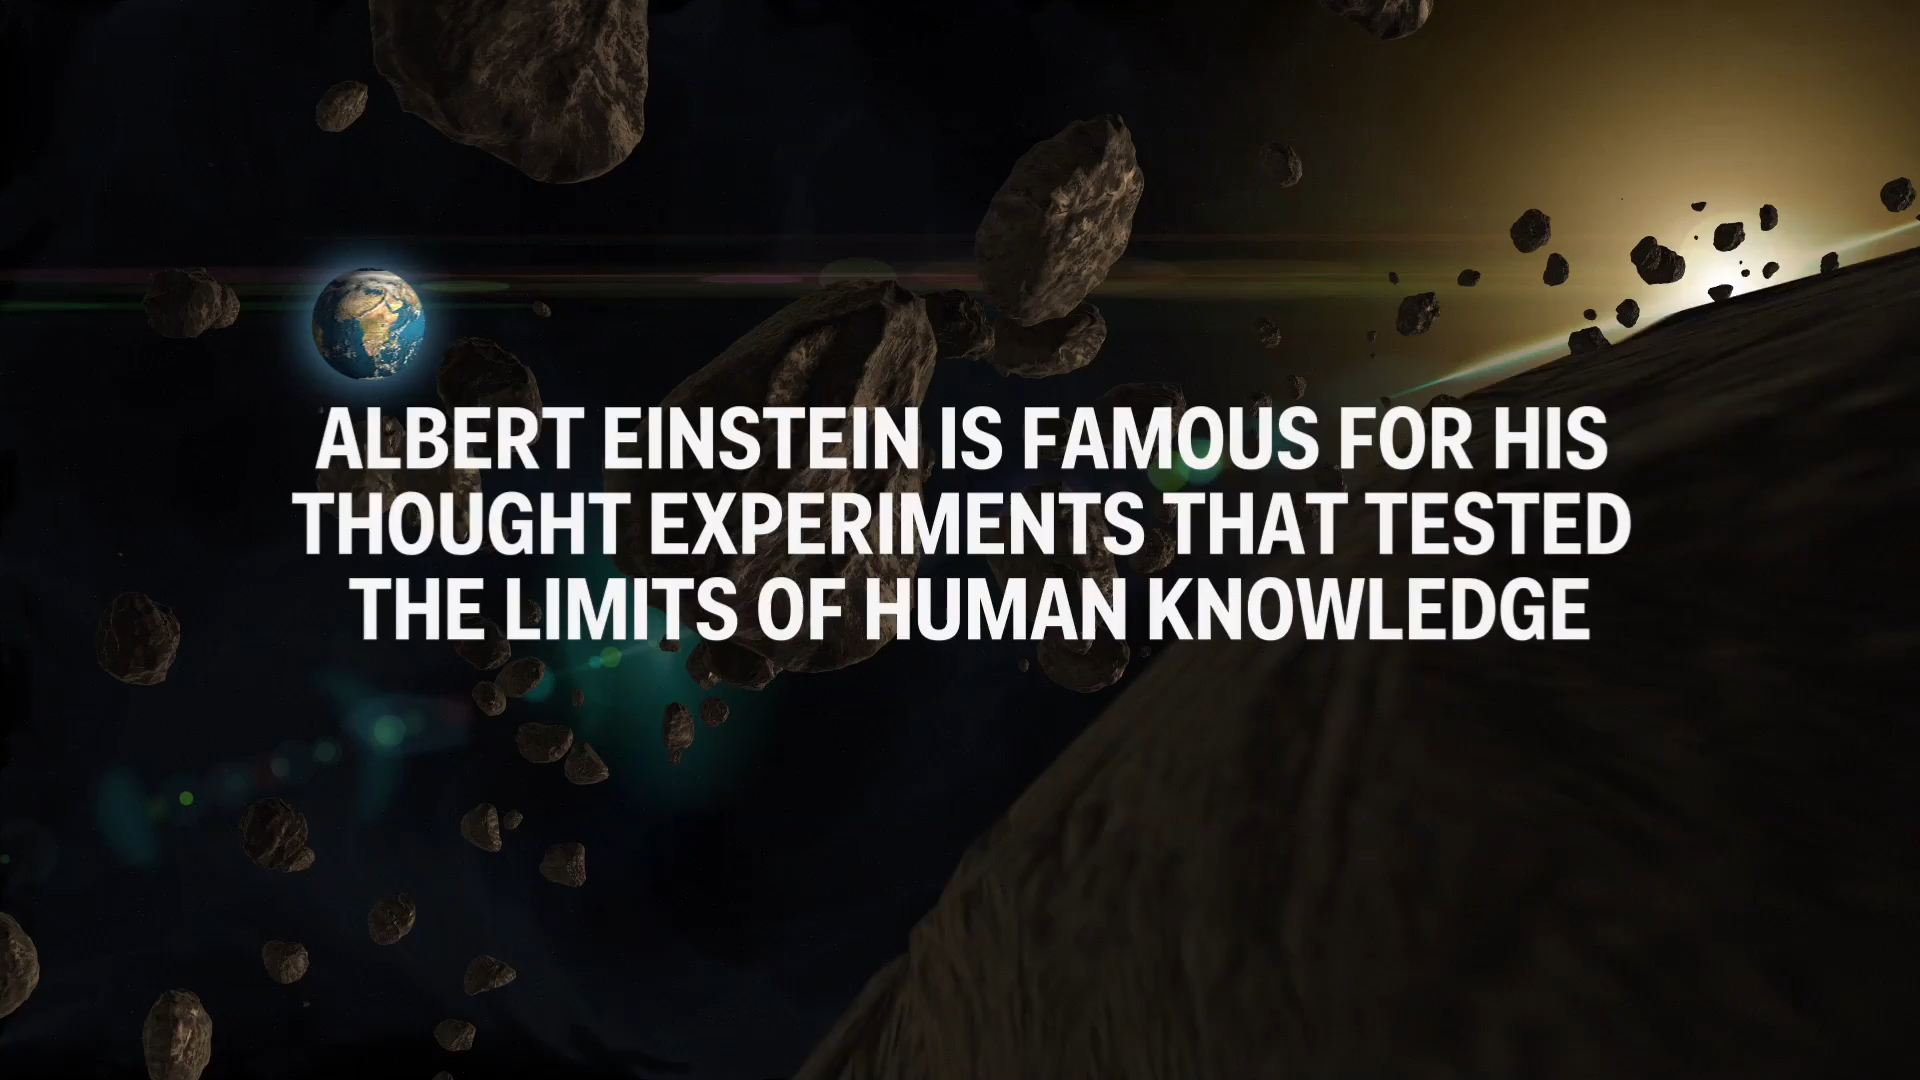 ALBERT EINSTEIN IS FAMOUS FOR HIS
THOUGHT EXPERIMENTS THAT TESTED
THE LIMITS OF HUMAN KNOWLEDGE